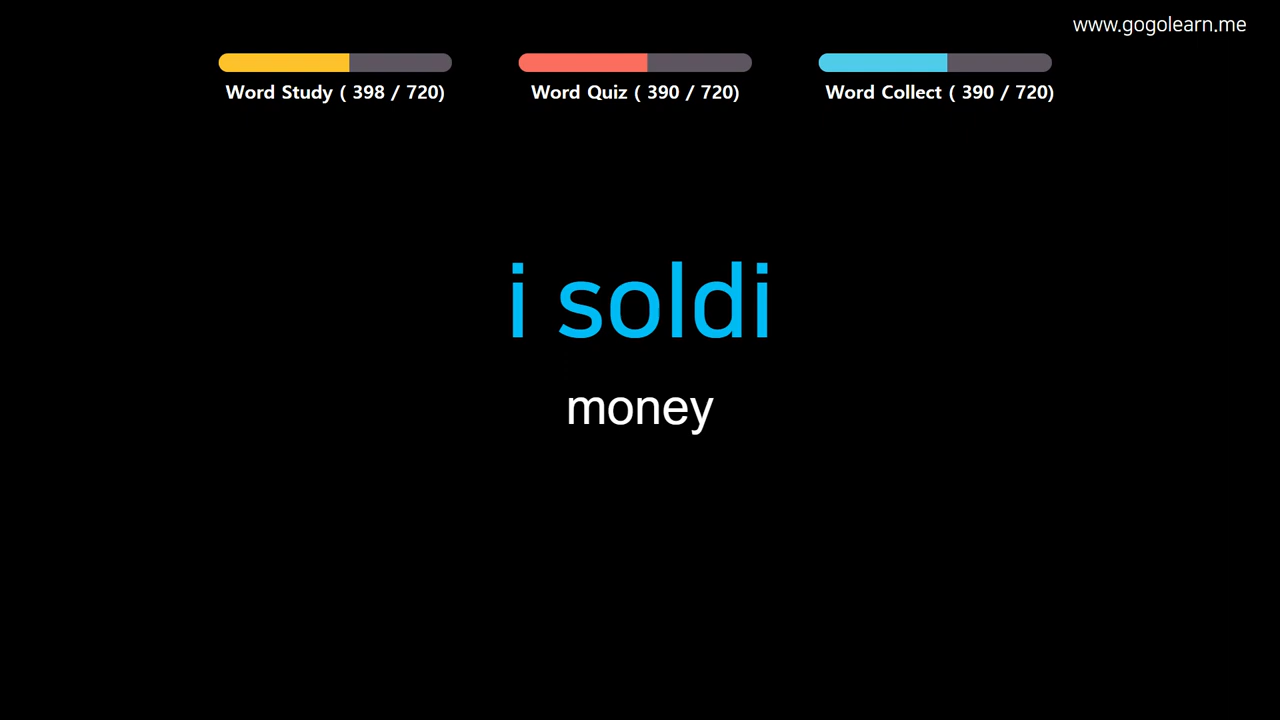 www.gogolearn.me
Word Study ( 398 / 720)
Word Quiz ( 390 / 720)
Word Collect ( 390 / 720)
i soldi
money